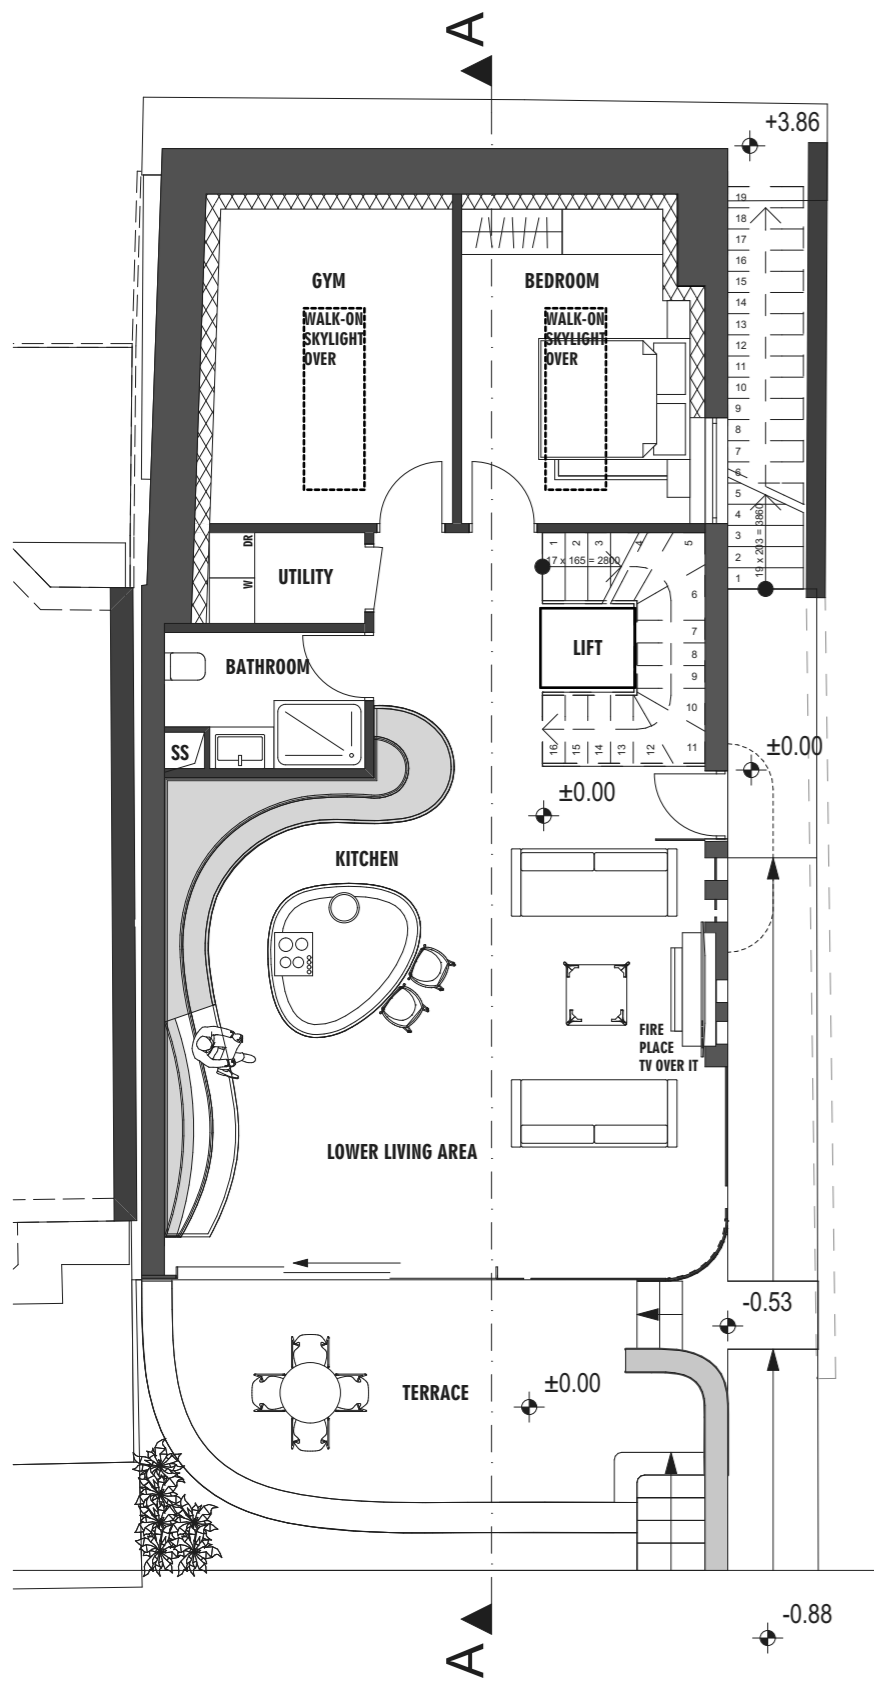 A
+3.86
19
18
17
16
15
14
13
12
11
10
9
8
7
6
5
4
3
2
1
19 x 203 = 3860
GYM
WALK-ON
SKYLIGHT
OVER
BEDROOM
WALK-ON
SKYLIGHT
OVER
DR
W
UTILITY
1
2
3
4
5
17 x 165 = 2800
6
7
8
9
10
11
12
13
14
15
16
LIFT
BATHROOM
SS
±0.00
±0.00
KITCHEN
FIRE
PLACE
TV OVER IT
LOWER LIVING AREA
-0.53
TERRACE
±0.00
-0.88
A